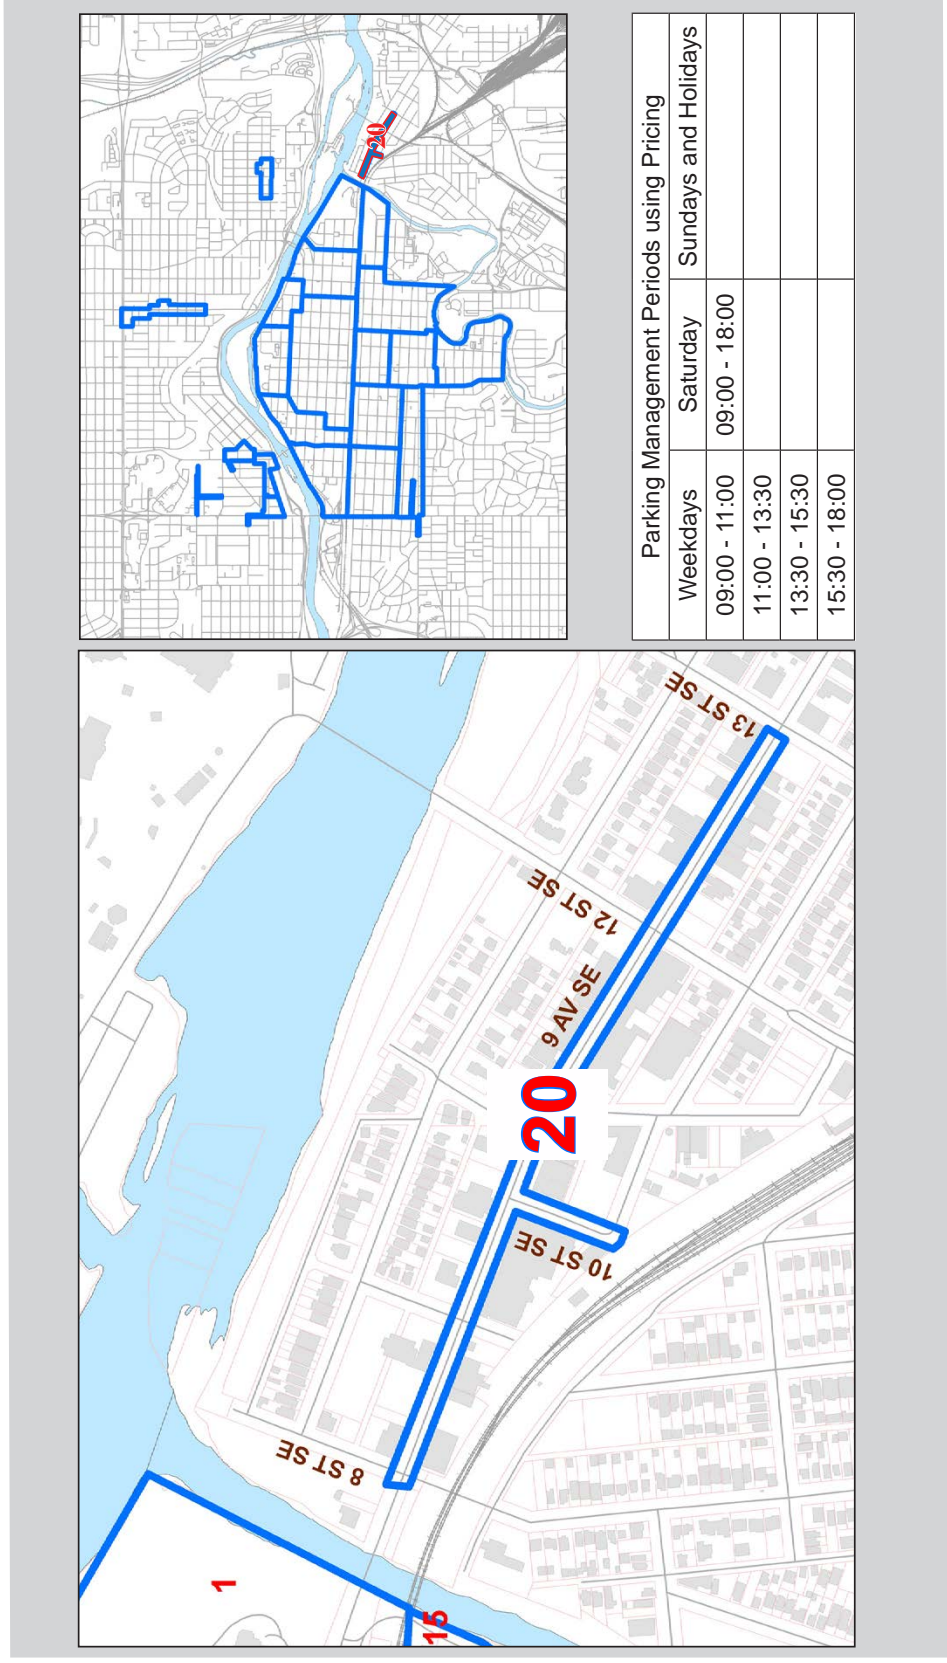 1
15
20
8 ST SE
10 ST SE
9 AV SE
12 ST SE
13 ST SE
20
Parking Management Periods using Pricing
Weekdays Saturday Sundays and Holidays
09:00 - 11:00 09:00 - 18:00
11:00 - 13:30
13:30 - 15:30
15:30 - 18:00